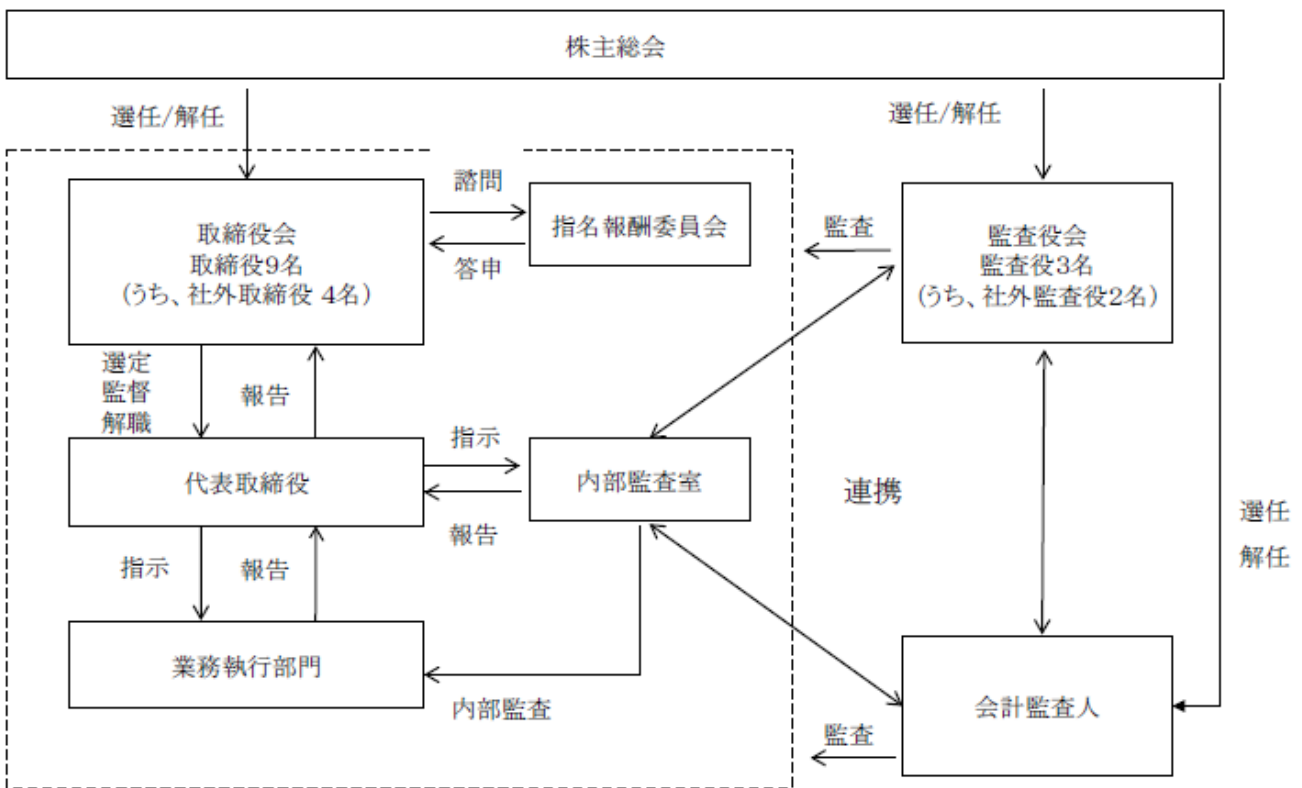 株主総会
選任/解任
選任/解任
諮問
取締役会
取締役9名
(うち、社外取締役 4名)
指名報酬委員会
答申
監査
監査役会
監査役3名
(うち、社外監査役2名)
選定
監督
解職
報告
指示
代表取締役
内部監査室
報告
連携
選任
解任
指示
報告
業務執行部門
内部監査
会計監査人
監査